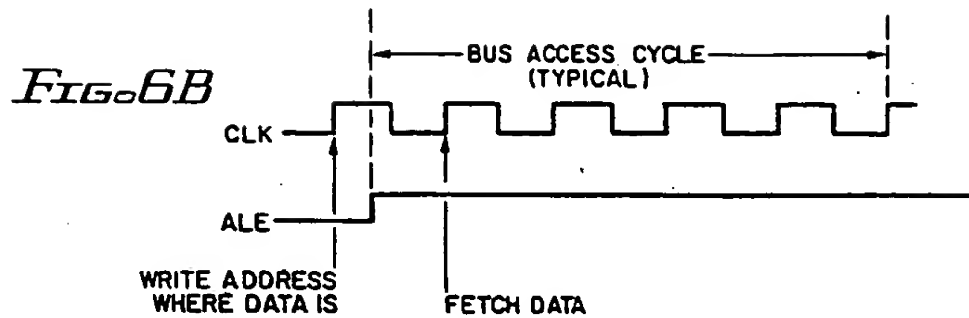 BUS ACCESS CYCLE
(TYPICAL)
FIG. 6B
CLK
ALE
WRITE ADDRESS
WHERE DATA IS
FETCH DATA